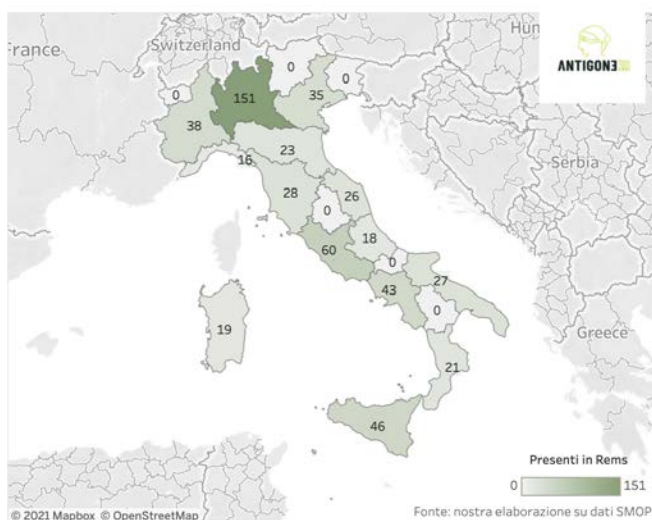 France
Switzerland
Hun
ANTIGONE
0
0
0
151
35
38
Serbia
23
16
28
26
0
18
60
0
27
43
0
19
Greece
21
46
Presenti in Rems
0
151
© 2021 Mapbox © OpenStreetMap
Fonte: nostra elaborazione su dati SMOP